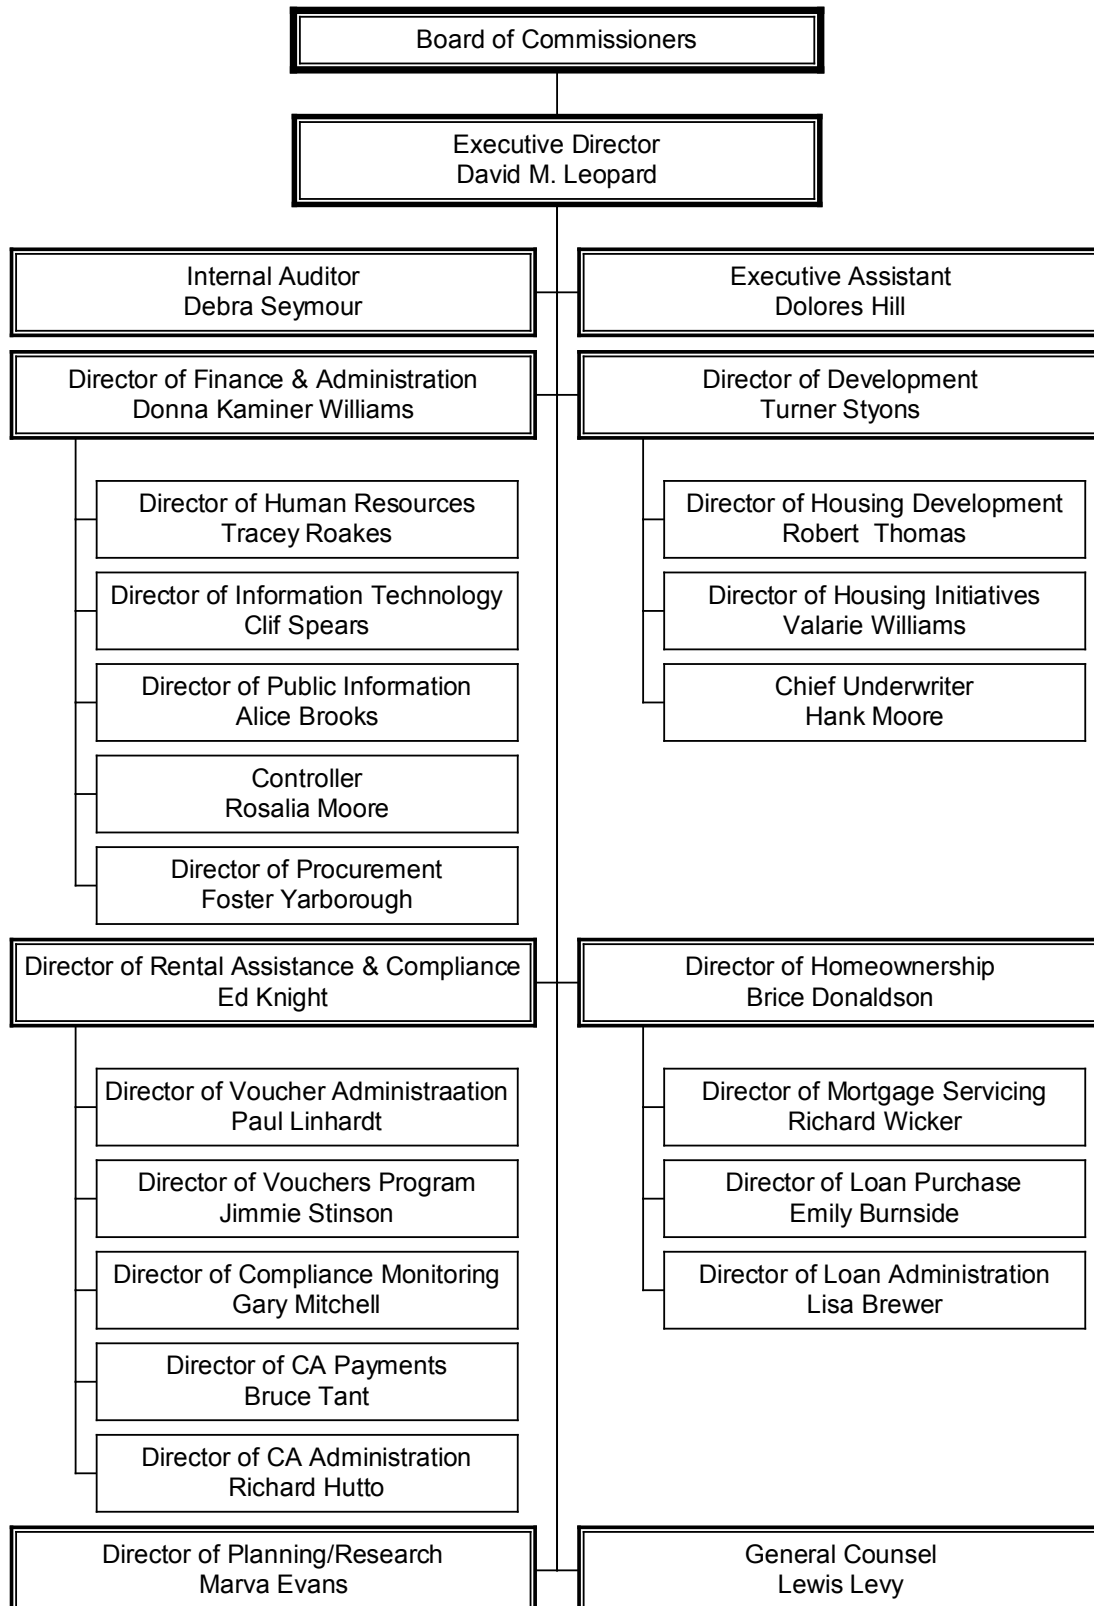 Board of Commissioners
Executive Director
David M. Leopard
Internal Auditor
Debra Seymour
Executive Assistant
Dolores Hill
Director of Finance & Administration
Donna Kaminer Williams
Director of Development
Turner Styons
Director of Human Resources
Tracey Roakes
Director of Information Technology
Clif Spears
Director of Public Information
Alice Brooks
Controller
Rosalia Moore
Director of Procurement
Foster Yarborough
Director of Housing Development
Robert  Thomas
Director of Housing Initiatives
Valarie Williams
Chief Underwriter
Hank Moore
Director of Rental Assistance & Compliance
Ed Knight
Director of Homeownership
Brice Donaldson
Director of Voucher Administraation
Paul Linhardt
Director of Vouchers Program
Jimmie Stinson
Director of Compliance Monitoring
Gary Mitchell
Director of CA Payments
Bruce Tant
Director of CA Administration
Richard Hutto
Director of Mortgage Servicing
Richard Wicker
Director of Loan Purchase
Emily Burnside
Director of Loan Administration
Lisa Brewer
Director of Planning/Research
Marva Evans
General Counsel
Lewis Levy